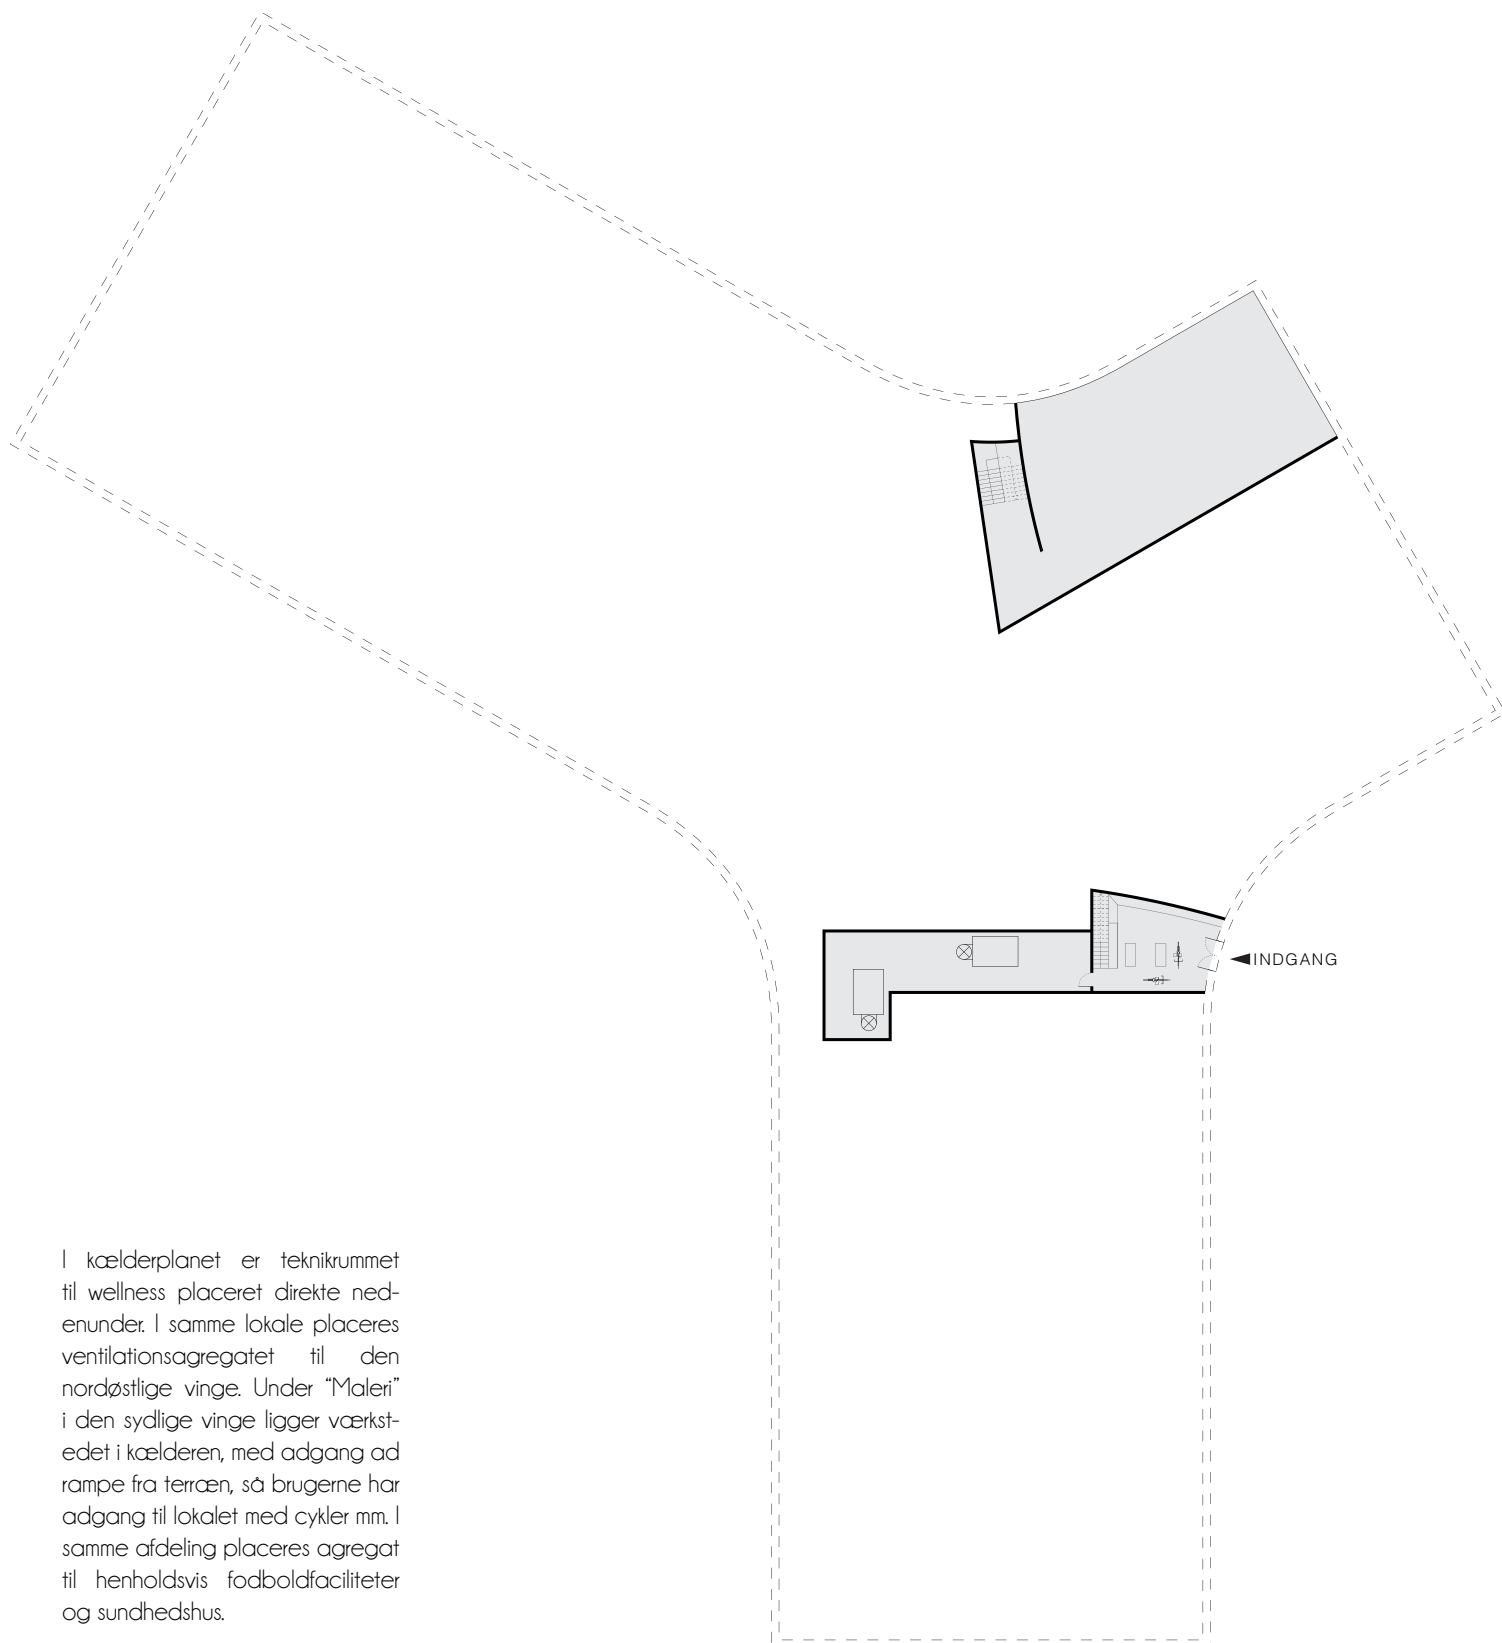 INDGANG
I kælderplanet er teknikrummet
til wellness placeret direkte ned-
enunder. I samme lokale placeres
ventilationsagregatet til den
nordøstlige vinge. Under “Maleri”
i den sydlige vinge ligger værkst-
edet i kælderen, med adgang ad
rampe fra terræn, så brugerne har
adgang til lokalet med cykler mm. I
samme afdeling placeres agregat
til henholdsvis fodboldfaciliteter
og sundhedshus.